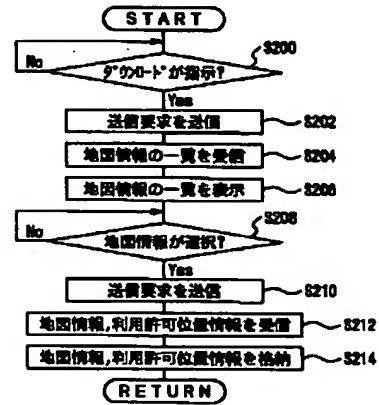 START
S200
ダウンロードが指示?
No
Yes
送信要求を送信
S202
地図情報の一覧を受信
S204
地図情報の一覧を表示
S206
S208
地図情報が選択?
No
Yes
送信要求を送信
S210
地図情報,利用許可位置情報を受信
S212
地図情報,利用許可位置情報を格納
S214
RETURN